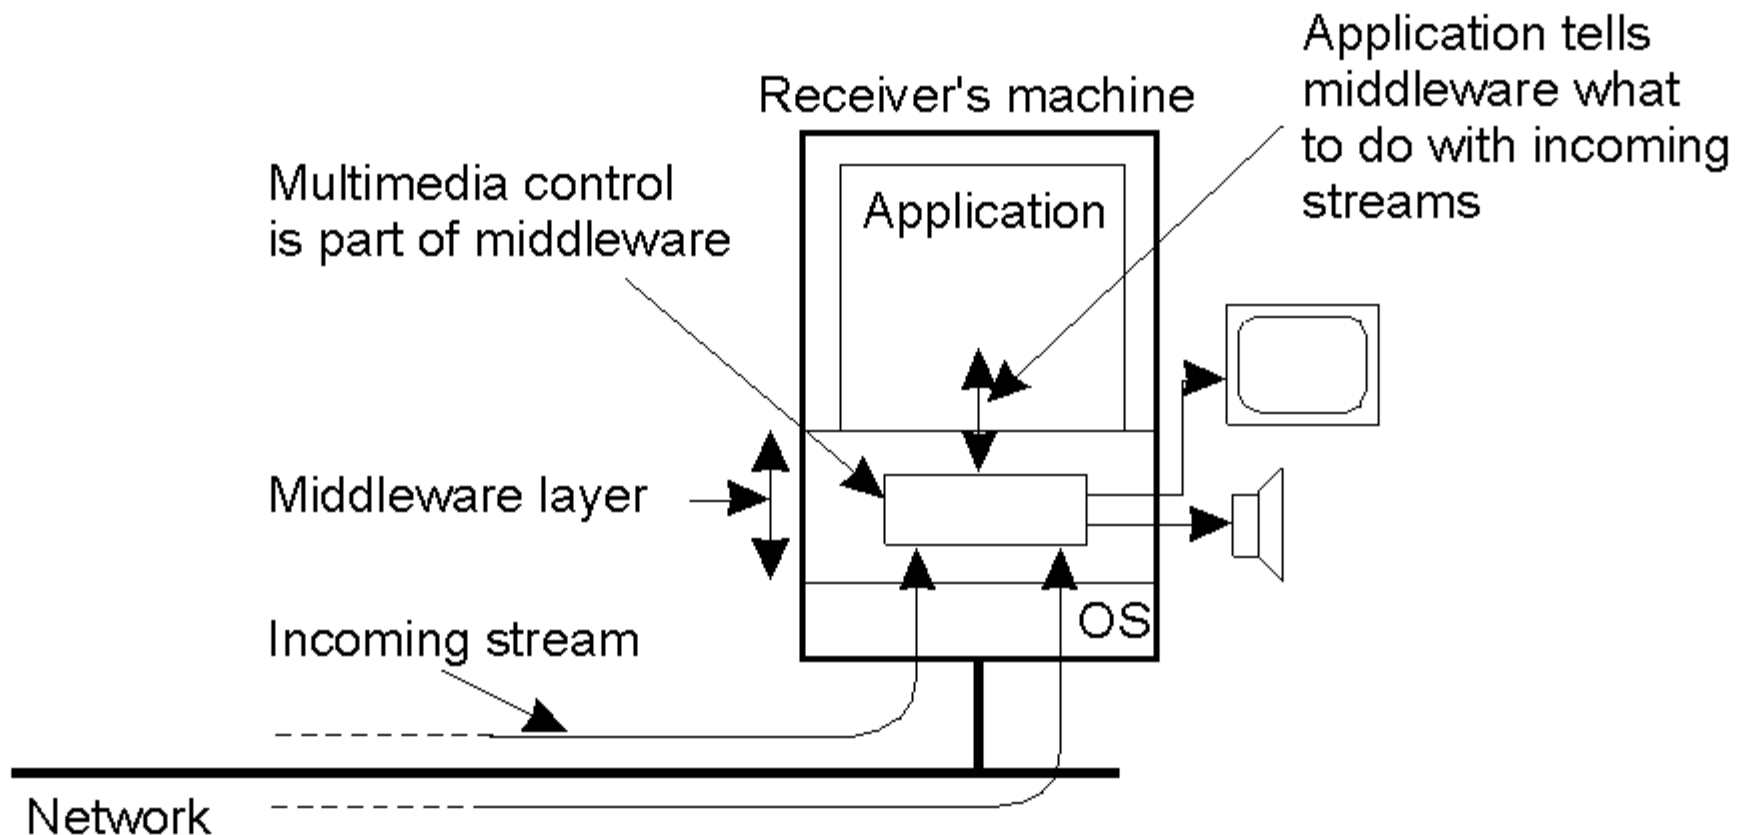 Application tells
middleware what
to do with incoming
streams
Receiver's machine
Multimedia control
is part of middleware
Application
Middleware layer
OS
Incoming stream
Network